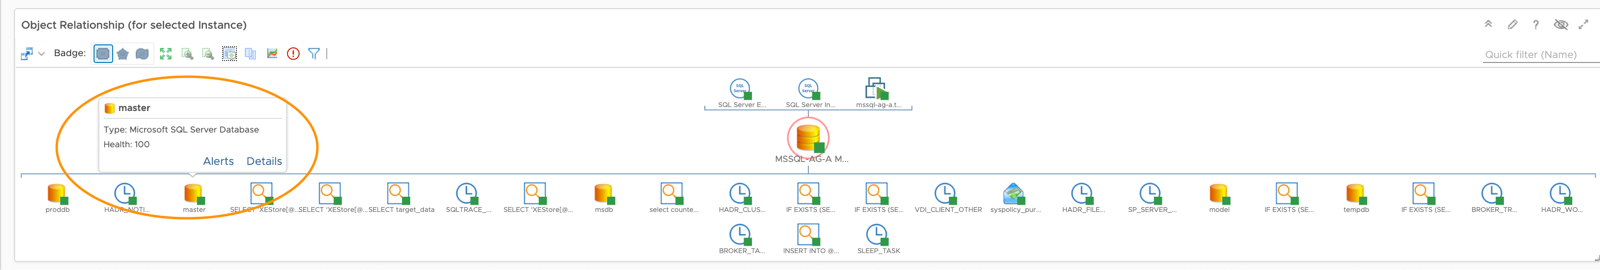 Object Relationship (for selected Instance)
Badge:
Quick filter (Name)
master
Type: Microsoft SQL Server Database
Health: 100
Alerts Details
SQL Server E... SQL Server In... mssql-ag-a.t...
MSSQL-AG-A M...
proddb HADR_NOTI... master SELECT 'XEStore[@... SELECT 'XEStore[@... SELECT target_data SQLTRACE_... SELECT 'XEStore[@... msdb select counte... HADR_CLUS... IF EXISTS (SE... IF EXISTS (SE... VDI_CLIENT_OTHER syspolicy_pur... HADR_FILE... SP_SERVER_... model IF EXISTS (SE... tempdb IF EXISTS (SE... BROKER_TR... HADR_WO...
BROKER_TA... INSERT INTO @... SLEEP_TASK